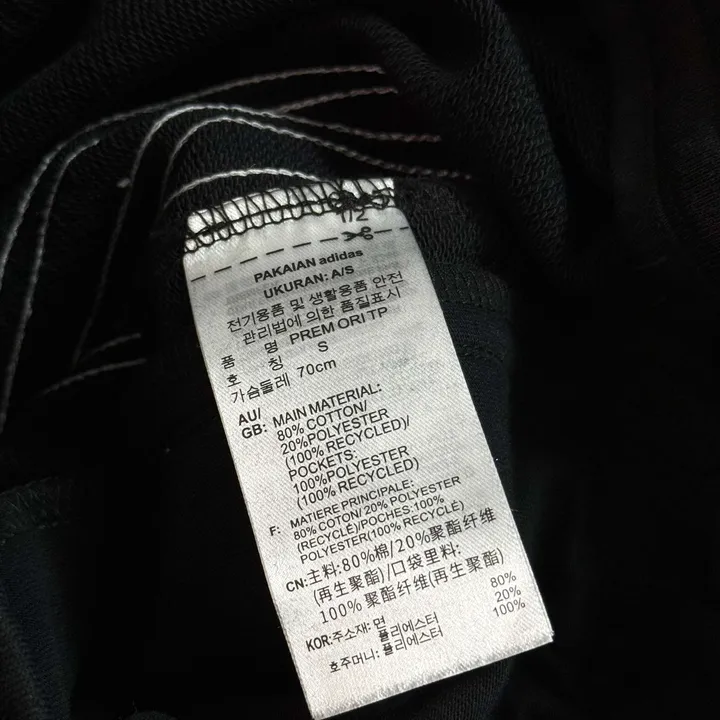 1/2
PAKAIAN adidas
UKURAN: A/S
전기용품 및 생활용품 안전
관리법에 의한 품질표시
품 명 PREM ORI TP
호 칭 S
가슴둘레 70cm
AU/
GB: MAIN MATERIAL:
80% COTTON/
20%POLYESTER
(100% RECYCLED)/
POCKETS:
100%POLYESTER
(100% RECYCLED)
F: MATIERE PRINCIPALE:
80% COTON/ 20% POLYESTER
(RECYCLÉ)/POCHES:100%
POLYESTER(100% RECYCLÉ)
CN:主料:80%棉/20%聚酯纤维
(再生聚酯)/口袋里料:
100%聚酯纤维(再生聚酯)
KOR:주소재: 면 80%
폴리에스터 20%
호주머니: 폴리에스터 100%